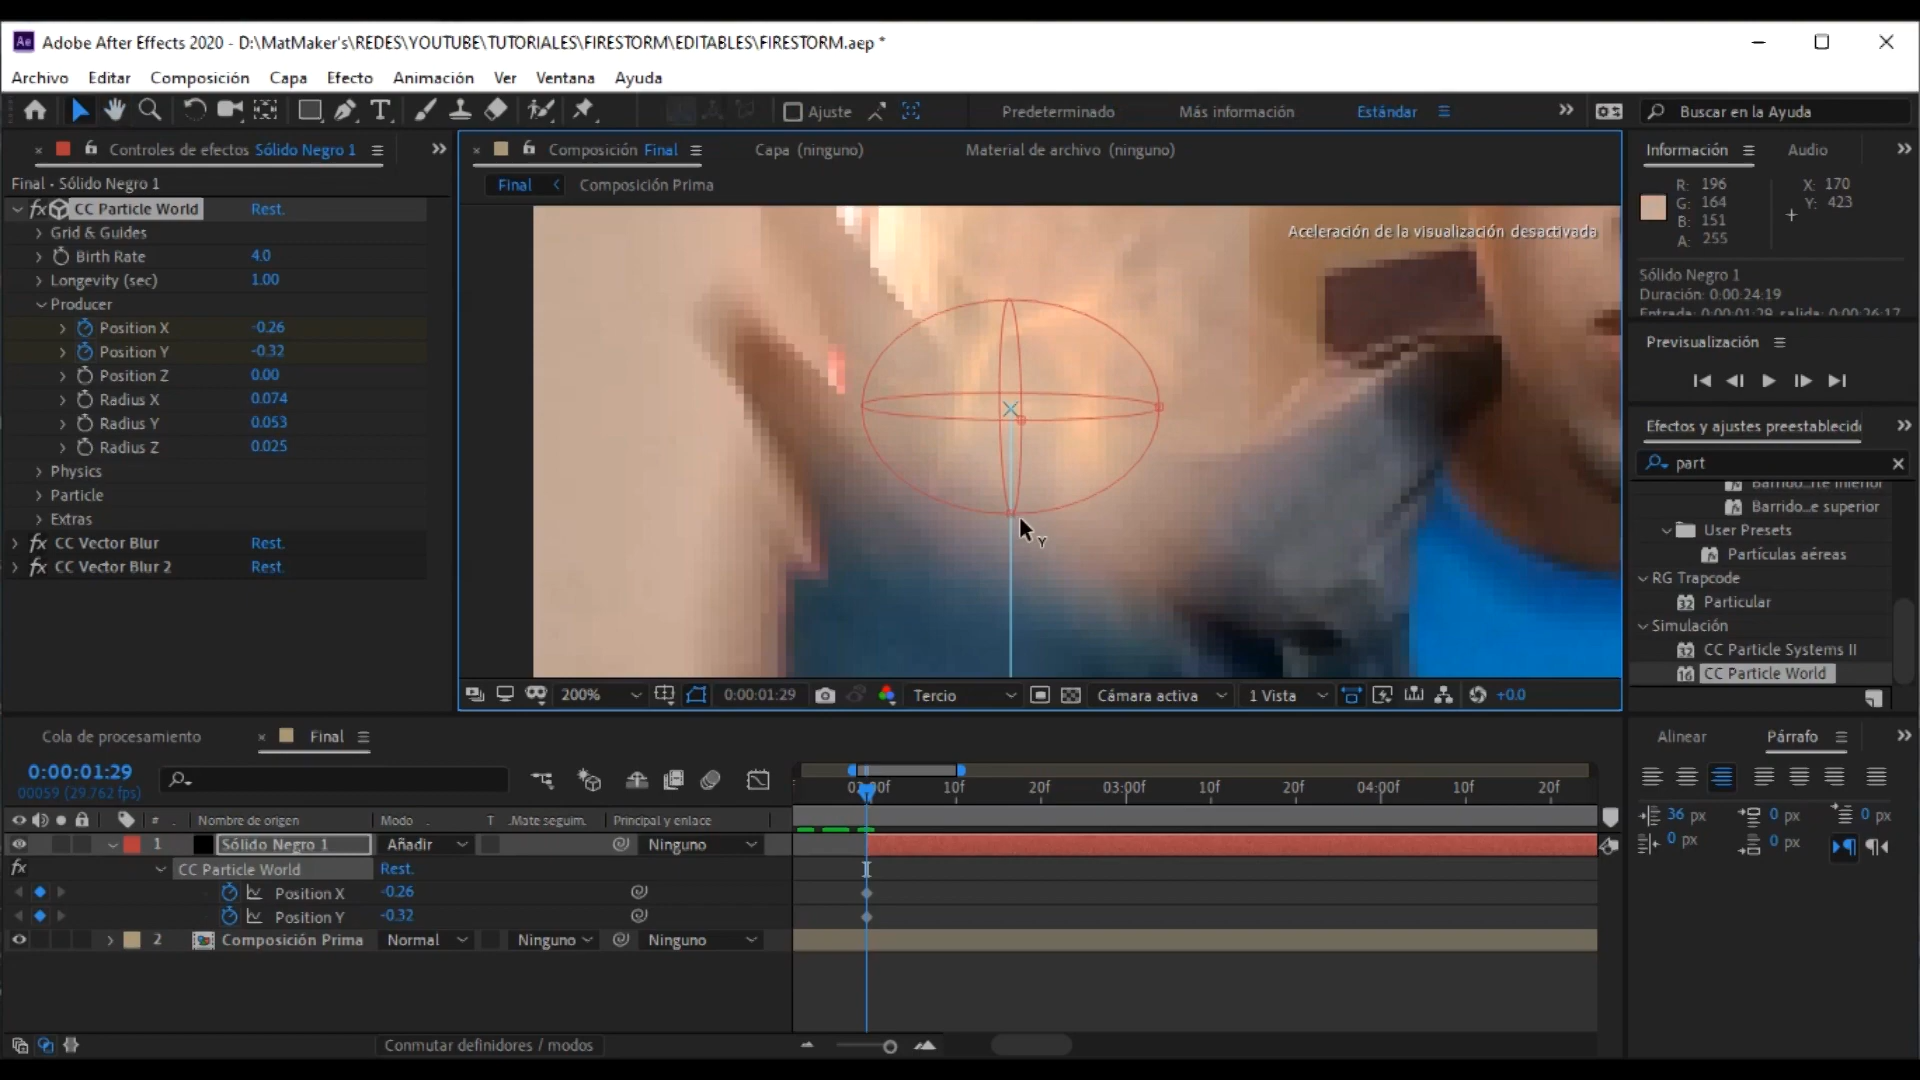 Adobe After Effects 2020 - D:\MatMaker's\REDES\YOUTUBE\TUTORIALES\FIRESTORM\EDITABLES\FIRESTORM.aep *
Archivo Editar Composición Capa Efecto Animación Ver Ventana Ayuda
Ajuste Predeterminado Más información Estándar Buscar en la Ayuda
Controles de efectos Sólido Negro 1
Final • Sólido Negro 1
CC Particle World Rest.
Grid & Guides
Birth Rate 4.0
Longevity (sec) 1.00
Producer
Position X -0.26
Position Y -0.32
Position Z 0.00
Radius X 0.074
Radius Y 0.053
Radius Z 0.025
Physics
Particle
Extras
CC Vector Blur Rest.
CC Vector Blur 2 Rest.
Composición Final Capa (ninguno) Material de archivo (ninguno)
Final Composición Prima
Aceleración de la visualización desactivada
Y
200% 0:00:01:29 Tercio Cámara activa 1 Vista +0.0
Información Audio
R: 196 X: 170
G: 164 Y: 423
B: 151
A: 255
Sólido Negro 1
Duración: 0:00:24:19
Entrada: 0:00:01:29, salida: 0:00:26:17
Previsualización
Efectos y ajustes preestablecid
part
Barrido...e superior
User Presets
Partículas aéreas
RG Trapcode
32 Particular
Simulación
32 CC Particle Systems II
16 CC Particle World
Cola de procesamiento Final
0:00:01:29
00059 (29.762 fps)
Nombre de origen Modo T .Mate seguim. Principal y enlace
1 Sólido Negro 1 Añadir Ninguno
fx CC Particle World Rest.
Position X -0.26
Position Y -0.32
2 Composición Prima Normal Ninguno Ninguno
10f 20f 03:00f 10f 20f 04:00f 10f 20f
Conmutar definidores / modos
Alinear Párrafo
36 px 0 px 0 px
0 px 0 px